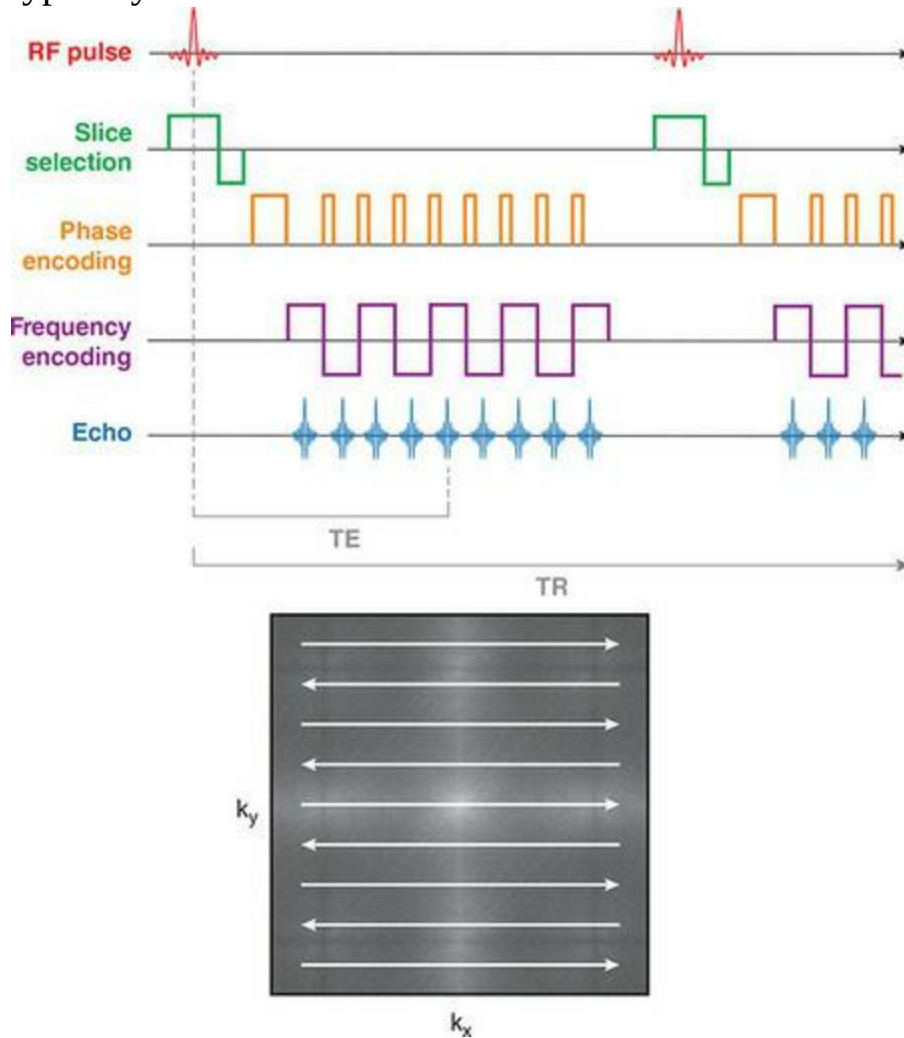 RF pulse
Slice
selection
Phase
encoding
Frequency
encoding
Echo
TE
TR
ky
kx